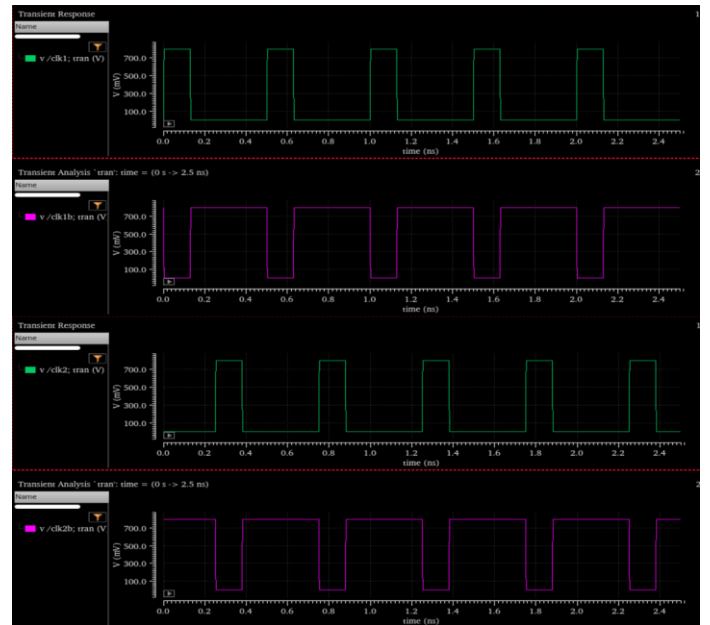 Transient Response 1
Name
v /clk1; tran (V)
V (mV)
700.0
500.0
300.0
100.0
0.0 0.2 0.4 0.6 0.8 1.0 1.2 1.4 1.6 1.8 2.0 2.2 2.4
time (ns)
Transient Analysis `tran': time = (0 s -> 2.5 ns) 2
Name
v /clk1b; tran (V
V (mV)
700.0
500.0
300.0
100.0
0.0 0.2 0.4 0.6 0.8 1.0 1.2 1.4 1.6 1.8 2.0 2.2 2.4
time (ns)
Transient Response 1
Name
v /clk2; tran (V)
V (mV)
700.0
500.0
300.0
100.0
0.0 0.2 0.4 0.6 0.8 1.0 1.2 1.4 1.6 1.8 2.0 2.2 2.4
time (ns)
Transient Analysis `tran': time = (0 s -> 2.5 ns) 2
Name
v /clk2b; tran (V
V (mV)
700.0
500.0
300.0
100.0
0.0 0.2 0.4 0.6 0.8 1.0 1.2 1.4 1.6 1.8 2.0 2.2 2.4
time (ns)